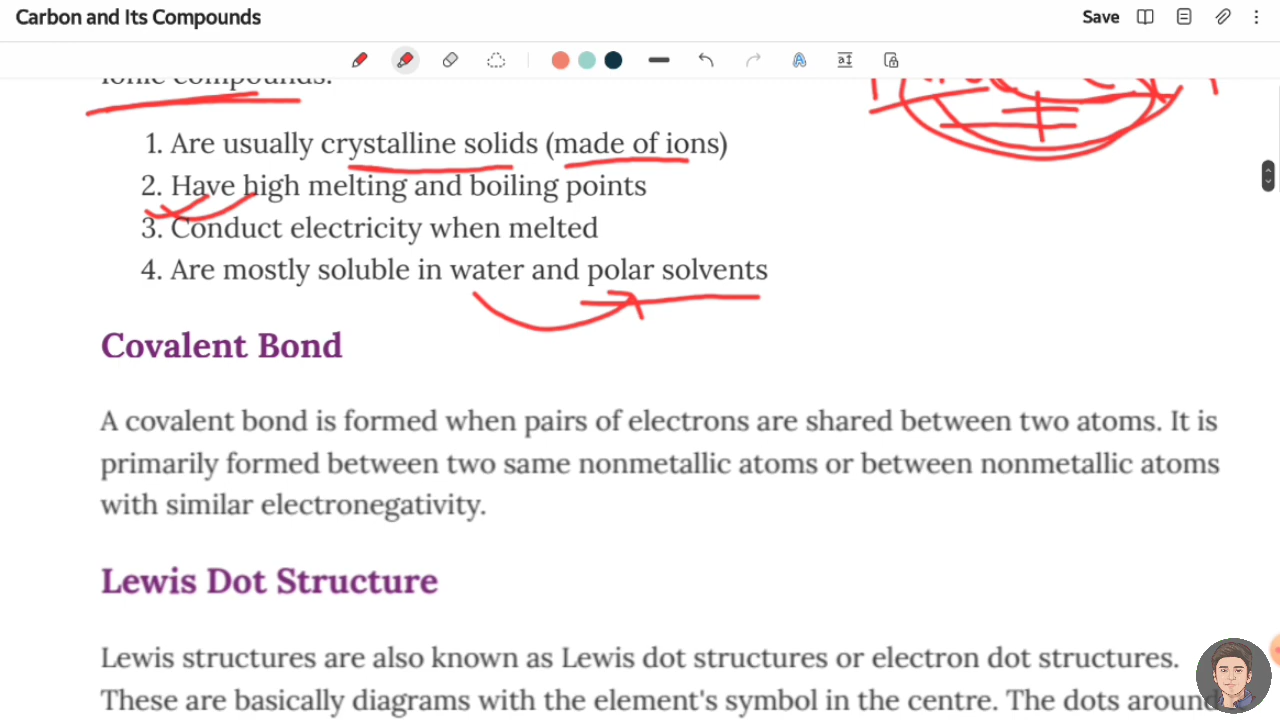 Carbon and Its Compounds
Save
Ionic compounds:
1. Are usually crystalline solids (made of ions)
2. Have high melting and boiling points
3. Conduct electricity when melted
4. Are mostly soluble in water and polar solvents
Covalent Bond
A covalent bond is formed when pairs of electrons are shared between two atoms. It is
primarily formed between two same nonmetallic atoms or between nonmetallic atoms
with similar electronegativity.
Lewis Dot Structure
Lewis structures are also known as Lewis dot structures or electron dot structures.
These are basically diagrams with the element's symbol in the centre. The dots around